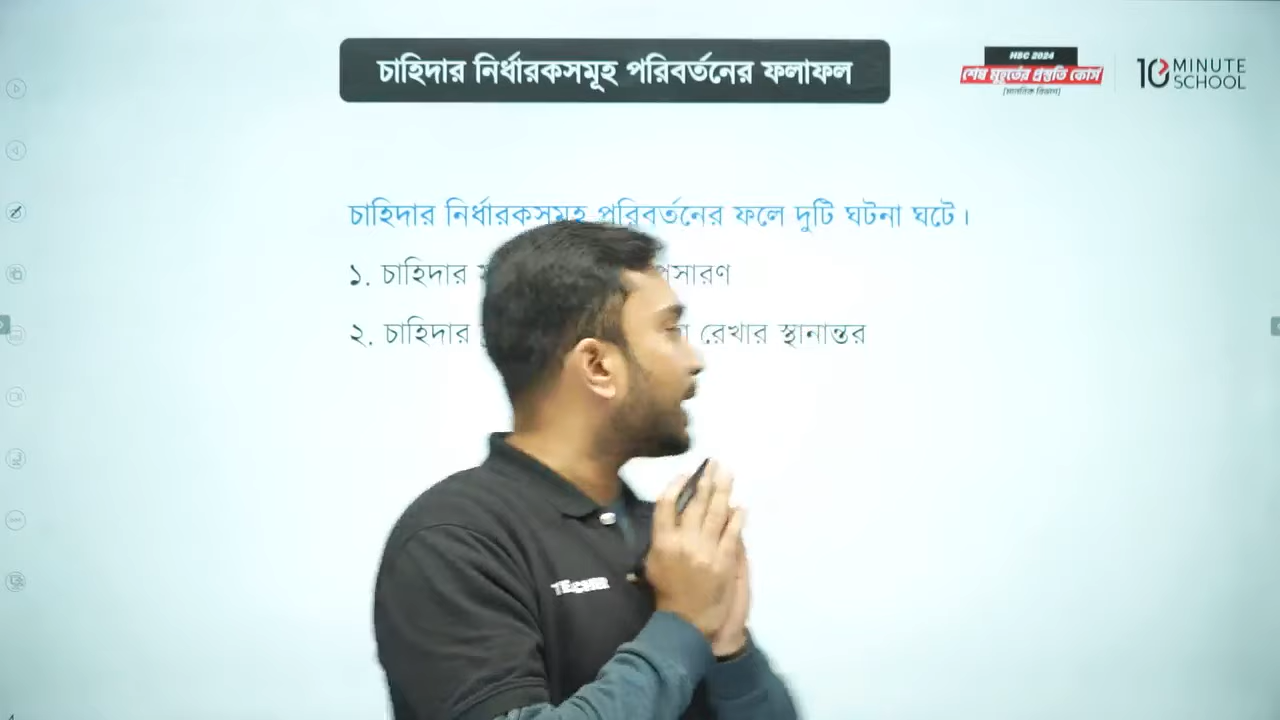 চাহিদার নির্ধারকসমূহ পরিবর্তনের ফলাফল
HSC 2024
শেষ মুহূর্তের প্রস্তুতি কোর্স
(মানবিক বিভাগ)
10 MINUTE SCHOOL
চাহিদার নির্ধারকসমূহ পরিবর্তনের ফলে দুটি ঘটনা ঘটে।
১. চাহিদার
২. চাহিদার রেখার স্থানান্তর